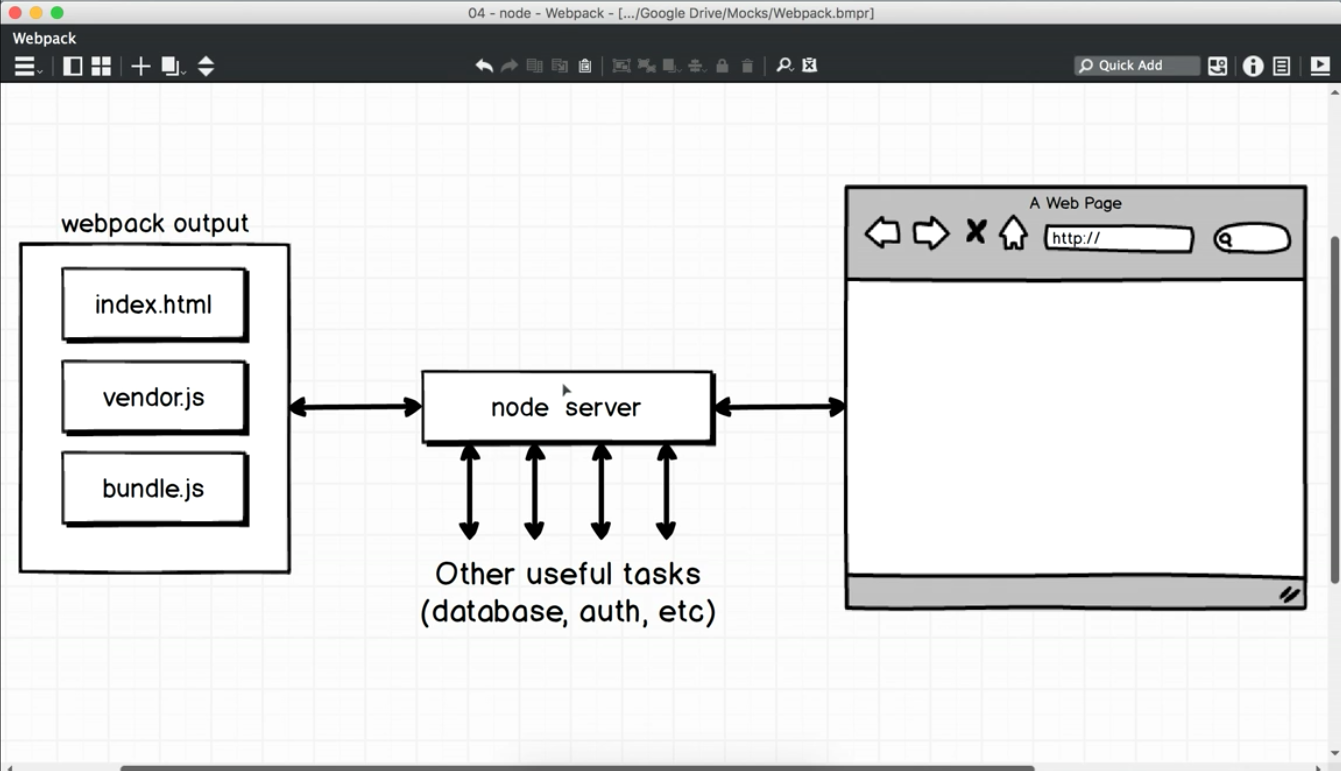 04 - node - Webpack - [.../Google Drive/Mocks/Webpack.bmpr]
Webpack
Quick Add
webpack output
index.html
vendor.js
bundle.js
node server
Other useful tasks
(database, auth, etc)
A Web Page
http://